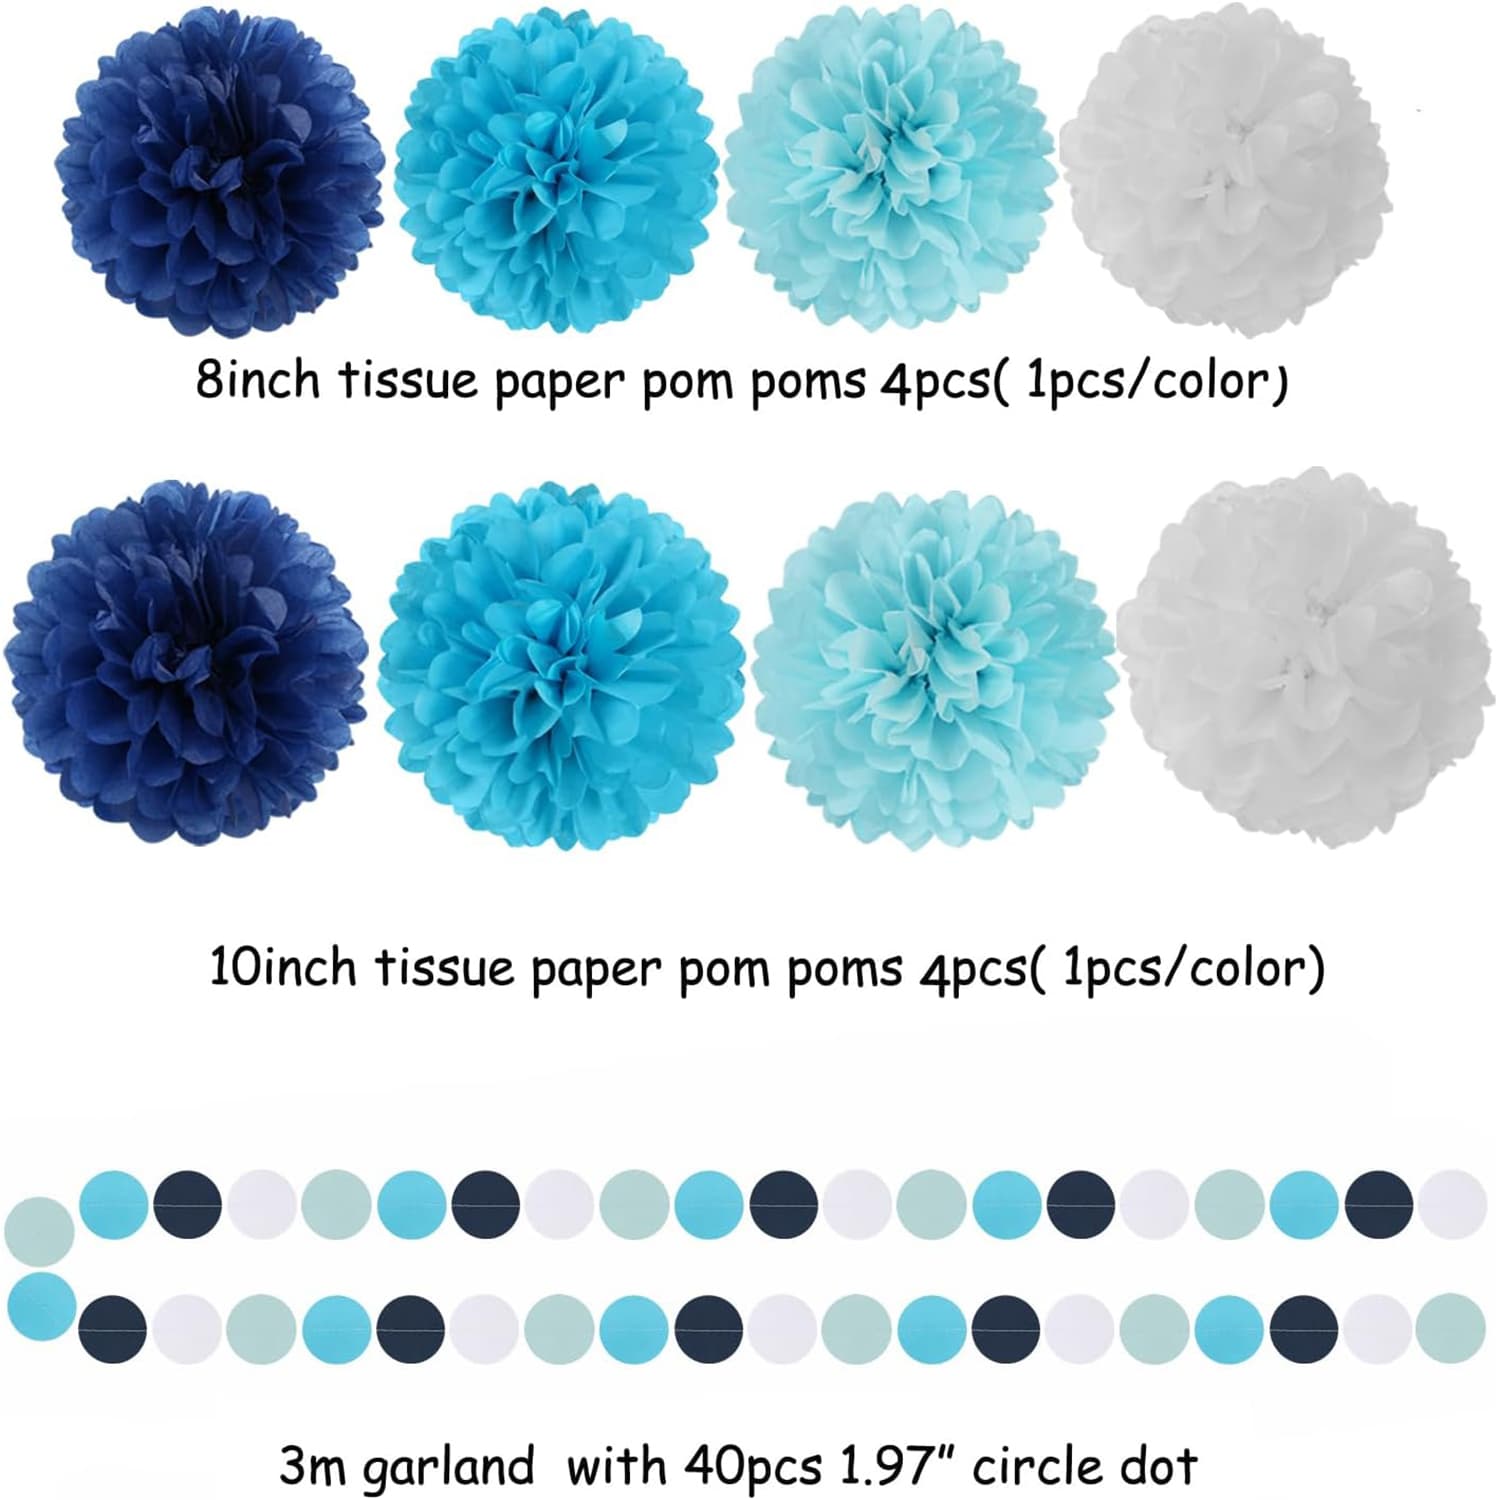 8inch tissue paper pom poms 4pcs( 1pcs/color)
10inch tissue paper pom poms 4pcs( 1pcs/color)
3m garland with 40pcs 1.97" circle dot